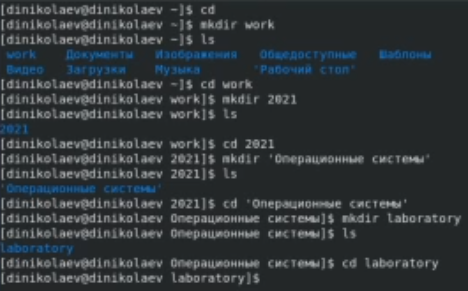 [dinikolaev@dinikolaev ~]$ cd
[dinikolaev@dinikolaev ~]$ mkdir work
[dinikolaev@dinikolaev ~]$ ls
work Документы Изображения Общедоступные Шаблоны
Видео Загрузки Музыка 'Рабочий стол'
[dinikolaev@dinikolaev ~]$ cd work
[dinikolaev@dinikolaev work]$ mkdir 2021
[dinikolaev@dinikolaev work]$ ls
2021
[dinikolaev@dinikolaev work]$ cd 2021
[dinikolaev@dinikolaev 2021]$ mkdir 'Операционные системы'
[dinikolaev@dinikolaev 2021]$ ls
'Операционные системы'
[dinikolaev@dinikolaev 2021]$ cd 'Операционные системы'
[dinikolaev@dinikolaev Операционные системы]$ mkdir laboratory
[dinikolaev@dinikolaev Операционные системы]$ ls
laboratory
[dinikolaev@dinikolaev Операционные системы]$ cd laboratory
[dinikolaev@dinikolaev laboratory]$